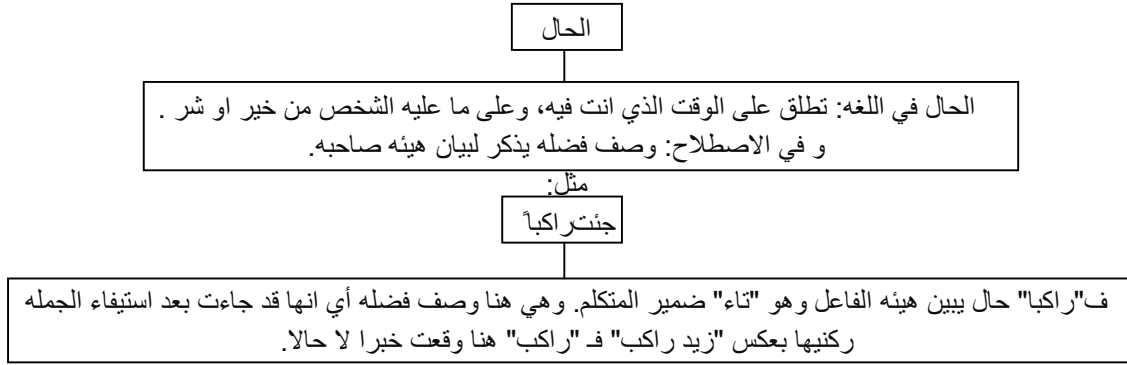 الحال
الحال في اللغه: تطلق على الوقت الذي انت فيه، وعلى ما عليه الشخص من خير او شر .
و في الاصطلاح: وصف فضله يذكر لبيان هيئه صاحبه.
مثل:
جئت راكباً
ف"راكبا" حال يبين هيئه الفاعل وهو "تاء" ضمير المتكلم. وهي هنا وصف فضله أي انها قد جاءت بعد استيفاء الجمله
ركنيها بعكس "زيد راكب" فـ "راكب" هنا وقعت خبرا لا حالا.